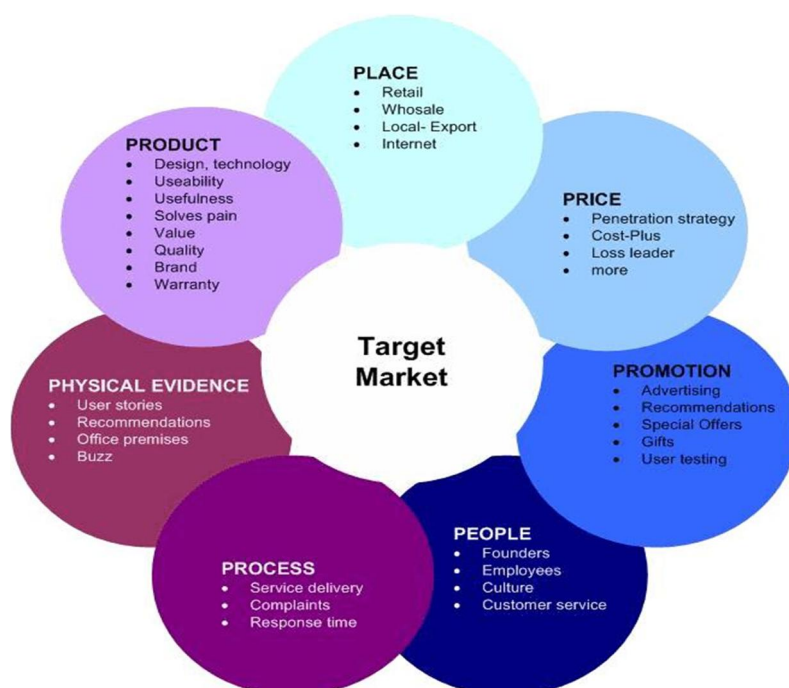 PLACE
• Retail
• Whosale
• Local- Export
• Internet
PRODUCT
• Design, technology
• Useability
• Usefulness
• Solves pain
• Value
• Quality
• Brand
• Warranty
PRICE
• Penetration strategy
• Cost-Plus
• Loss leader
• more
Target
Market
PHYSICAL EVIDENCE
• User stories
• Recommendations
• Office premises
• Buzz
PROMOTION
• Advertising
• Recommendations
• Special Offers
• Gifts
• User testing
PROCESS
• Service delivery
• Complaints
• Response time
PEOPLE
• Founders
• Employees
• Culture
• Customer service